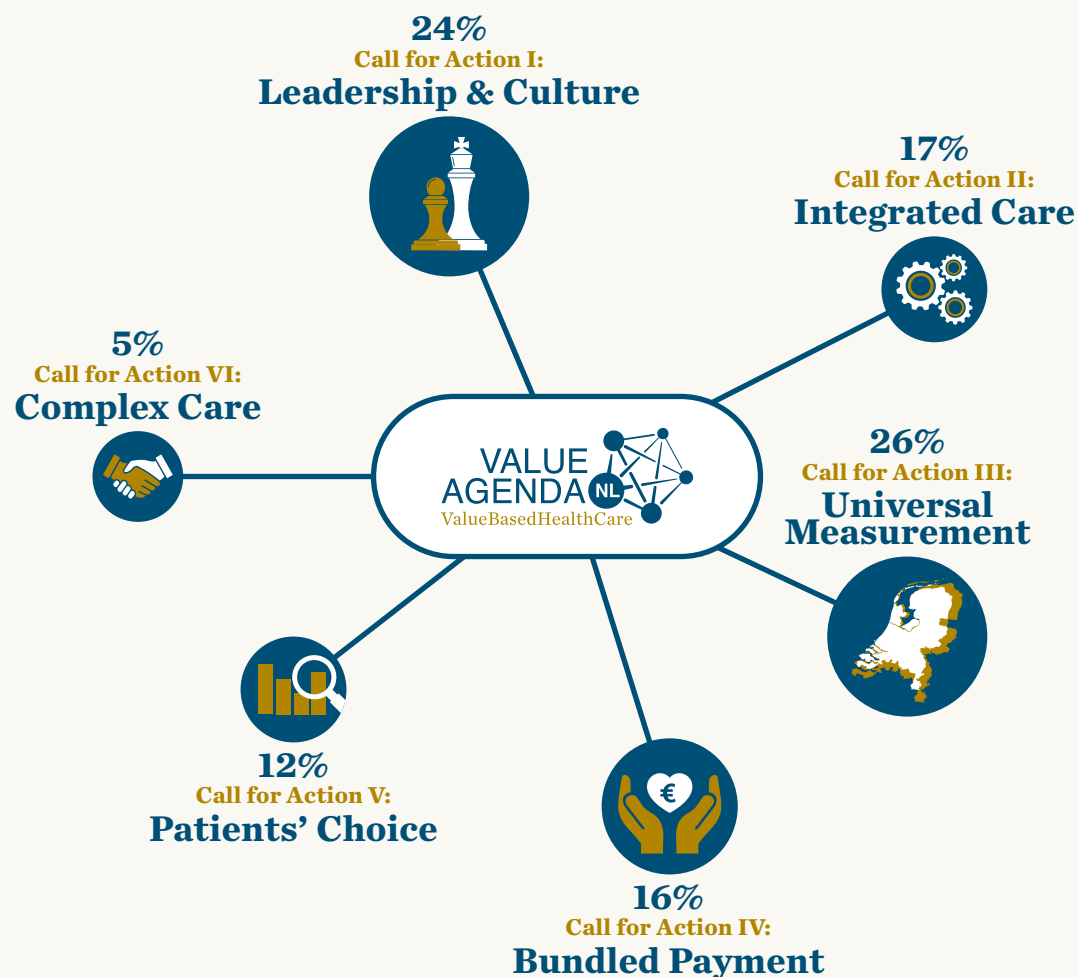 24%
Call for Action I:
Leadership & Culture
17%
Call for Action II:
Integrated Care
5%
Call for Action VI:
Complex Care
VALUE
AGENDA NL
ValueBasedHealthCare
26%
Call for Action III:
Universal
Measurement
12%
Call for Action V:
Patients’ Choice
€
16%
Call for Action IV:
Bundled Payment